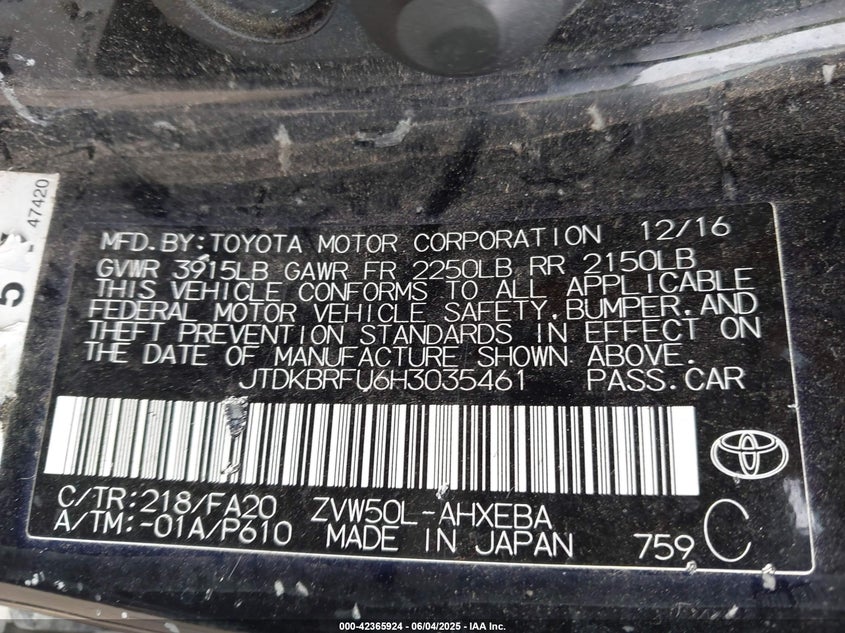 47420
5
MFD.BY:TOYOTA MOTOR CORPORATION 12/16
GVWR 3915LB GAWR FR 2250LB RR 2150LB
THIS VEHICLE CONFORMS TO ALL APPLICABLE
FEDERAL MOTOR VEHICLE SAFETY,BUMPER,AND
THEFT PREVENTION STANDARDS IN EFFECT ON
THE DATE OF MANUFACTURE SHOWN ABOVE.
JTDKBRFU6H3035461 PASS.CAR
C/TR:218/FA20 ZVW50L-AHXEBA
A/TM:-01A/P610 MADE IN JAPAN 759 C
000-42365924 | 06/04/2025 - IAA Inc.